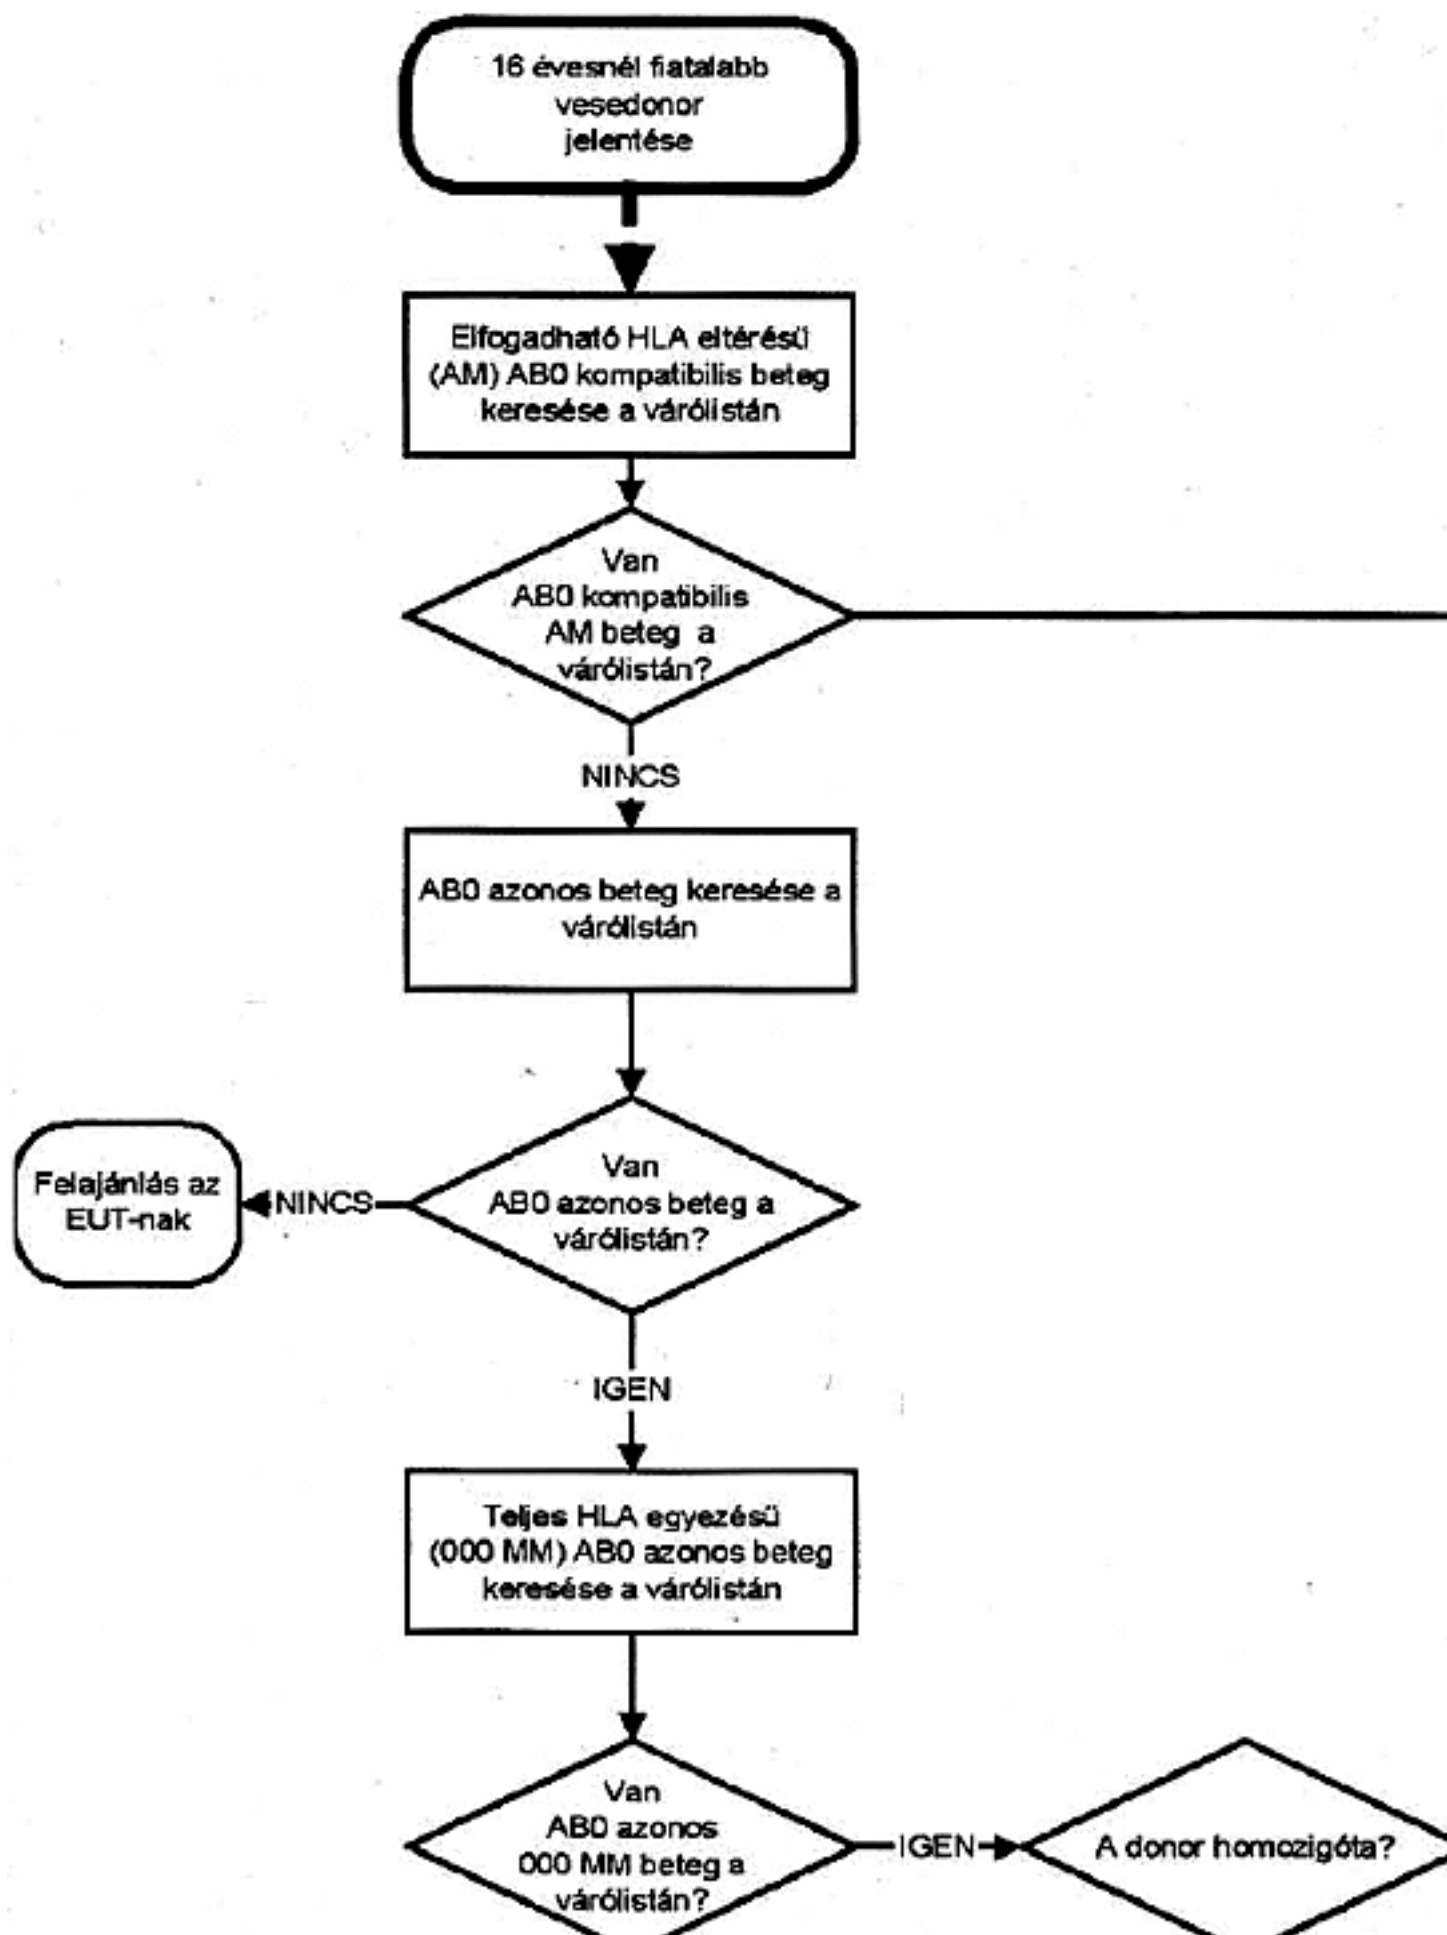 16 évesnél fiatalabb
vesedonor
jelentése
Elfogadható HLA eltérésű
(AM) AB0 kompatibilis beteg
keresése a várólistán
Van
AB0 kompatibilis
AM beteg a
várólistán?
NINCS
AB0 azonos beteg keresése a
várólistán
Van
AB0 azonos beteg a
várólistán?
NINCS
Felajánlás az
EUT-nak
IGEN
Teljes HLA egyezésű
(000 MM) AB0 azonos beteg
keresése a várólistán
Van
AB0 azonos
000 MM beteg a
várólistán?
IGEN
A donor homozigóta?